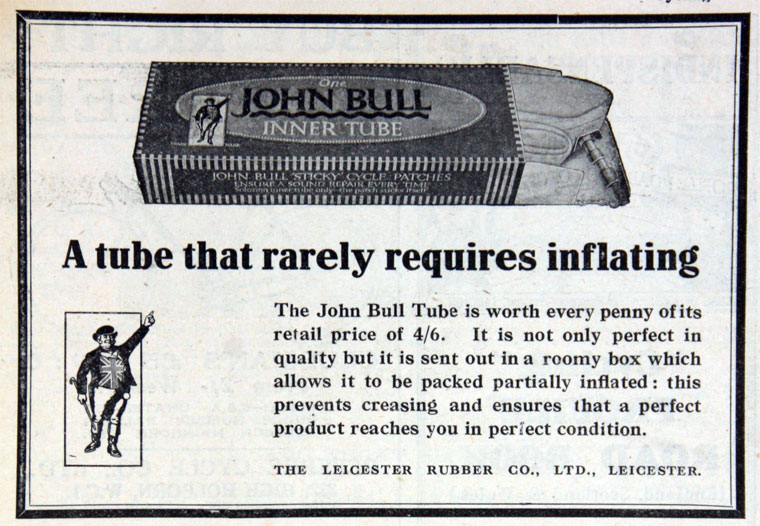 One
JOHN BULL
INNER TUBE
JOHN BULL 'STICKY' CYCLE PATCHES
ENSURE A SOUND REPAIR EVERY TIME
A tube that rarely requires inflating
The John Bull Tube is worth every penny of its
retail price of 4/6. It is not only perfect in
quality but it is sent out in a roomy box which
allows it to be packed partially inflated : this
prevents creasing and ensures that a perfect
product reaches you in perfect condition.
THE LEICESTER RUBBER CO., LTD., LEICESTER.